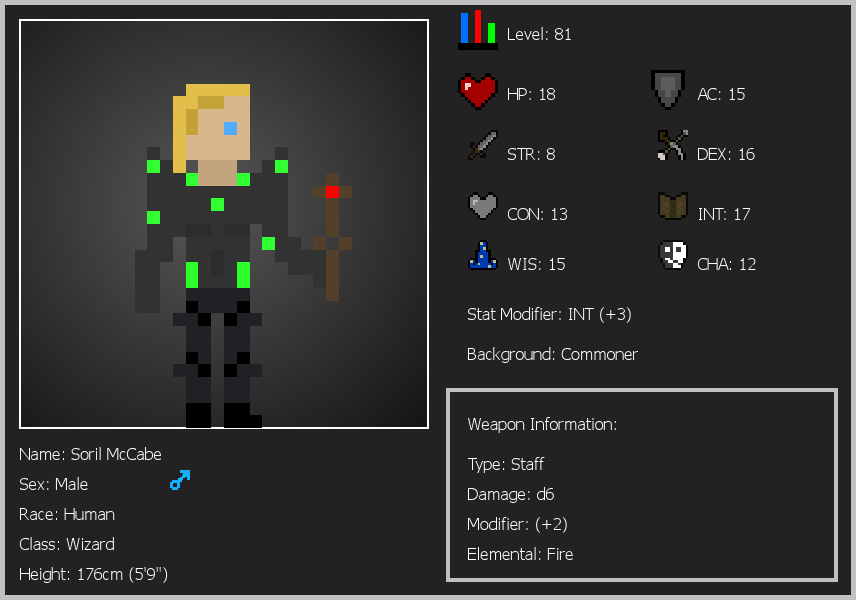 Level: 81
HP: 18
AC: 15
STR: 8
DEX: 16
CON: 13
INT: 17
WIS: 15
CHA: 12
Stat Modifier: INT (+3)
Background: Commoner
Weapon Information:
Type: Staff
Damage: d6
Modifier: (+2)
Elemental: Fire
Name: Soril McCabe
Sex: Male
Race: Human
Class: Wizard
Height: 176cm (5'9")